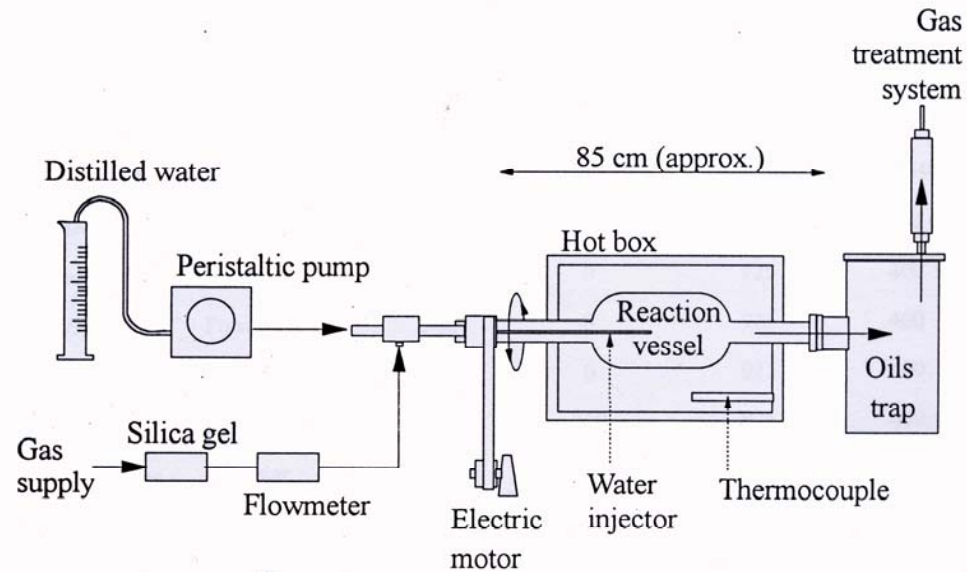 Gas
treatment
system
85 cm (approx.)
Distilled water
Hot box
Peristaltic pump
Reaction
vessel
Oils
trap
Silica gel
Gas
supply
Flowmeter
Water
injector
Thermocouple
Electric
motor